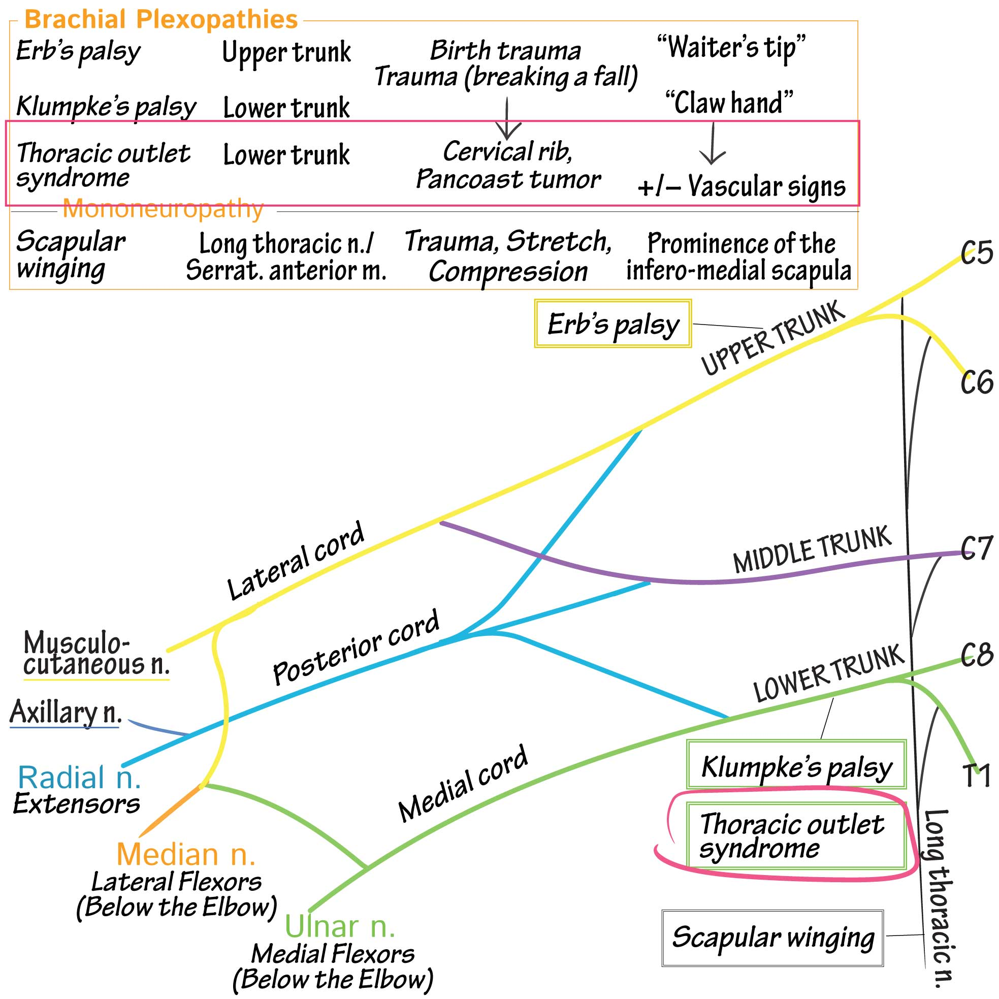 Brachial Plexopathies
Erb’s palsy
Upper trunk
Birth trauma
Trauma (breaking a fall)
“Waiter’s tip”
Klumpke’s palsy
Lower trunk
“Claw hand”
Thoracic outlet
syndrome
Lower trunk
Cervical rib,
Pancoast tumor
+/– Vascular signs
Mononeuropathy
Scapular
winging
Long thoracic n./
Serrat. anterior m.
Trauma, Stretch,
Compression
Prominence of the
infero-medial scapula
C5
Erb’s palsy
UPPER TRUNK
C6
MIDDLE TRUNK
C7
Lateral cord
Posterior cord
Musculo-
cutaneous n.
LOWER TRUNK
C8
Axillary n.
Medial cord
Klumpke’s palsy
T1
Radial n.
Extensors
Thoracic outlet
syndrome
Median n.
Lateral Flexors
(Below the Elbow)
Long thoracic n.
Ulnar n.
Medial Flexors
(Below the Elbow)
Scapular winging